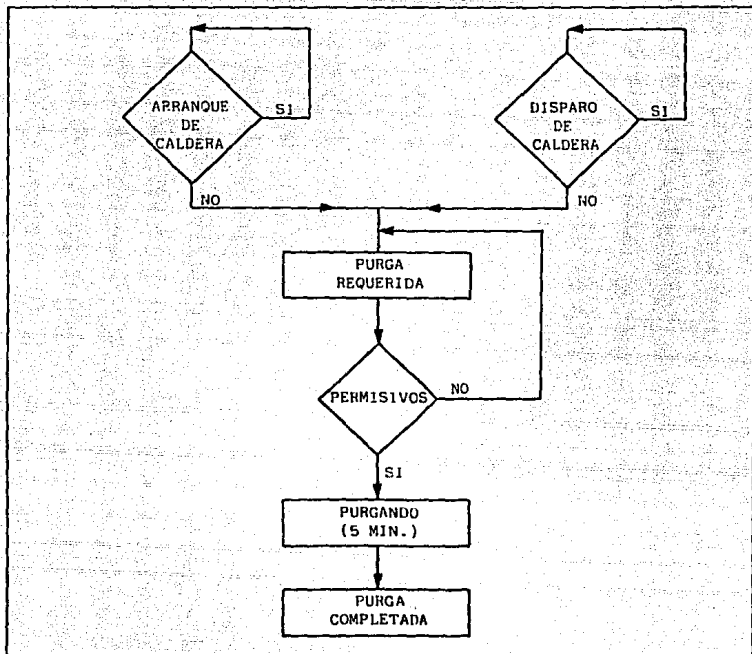 ARRANQUE
DE
CALDERA
SI
NO
DISPARO
DE
CALDERA
SI
NO
PURGA
REQUERIDA
PERMISIVOS
NO
SI
PURGANDO
(5 MIN.)
PURGA
COMPLETADA